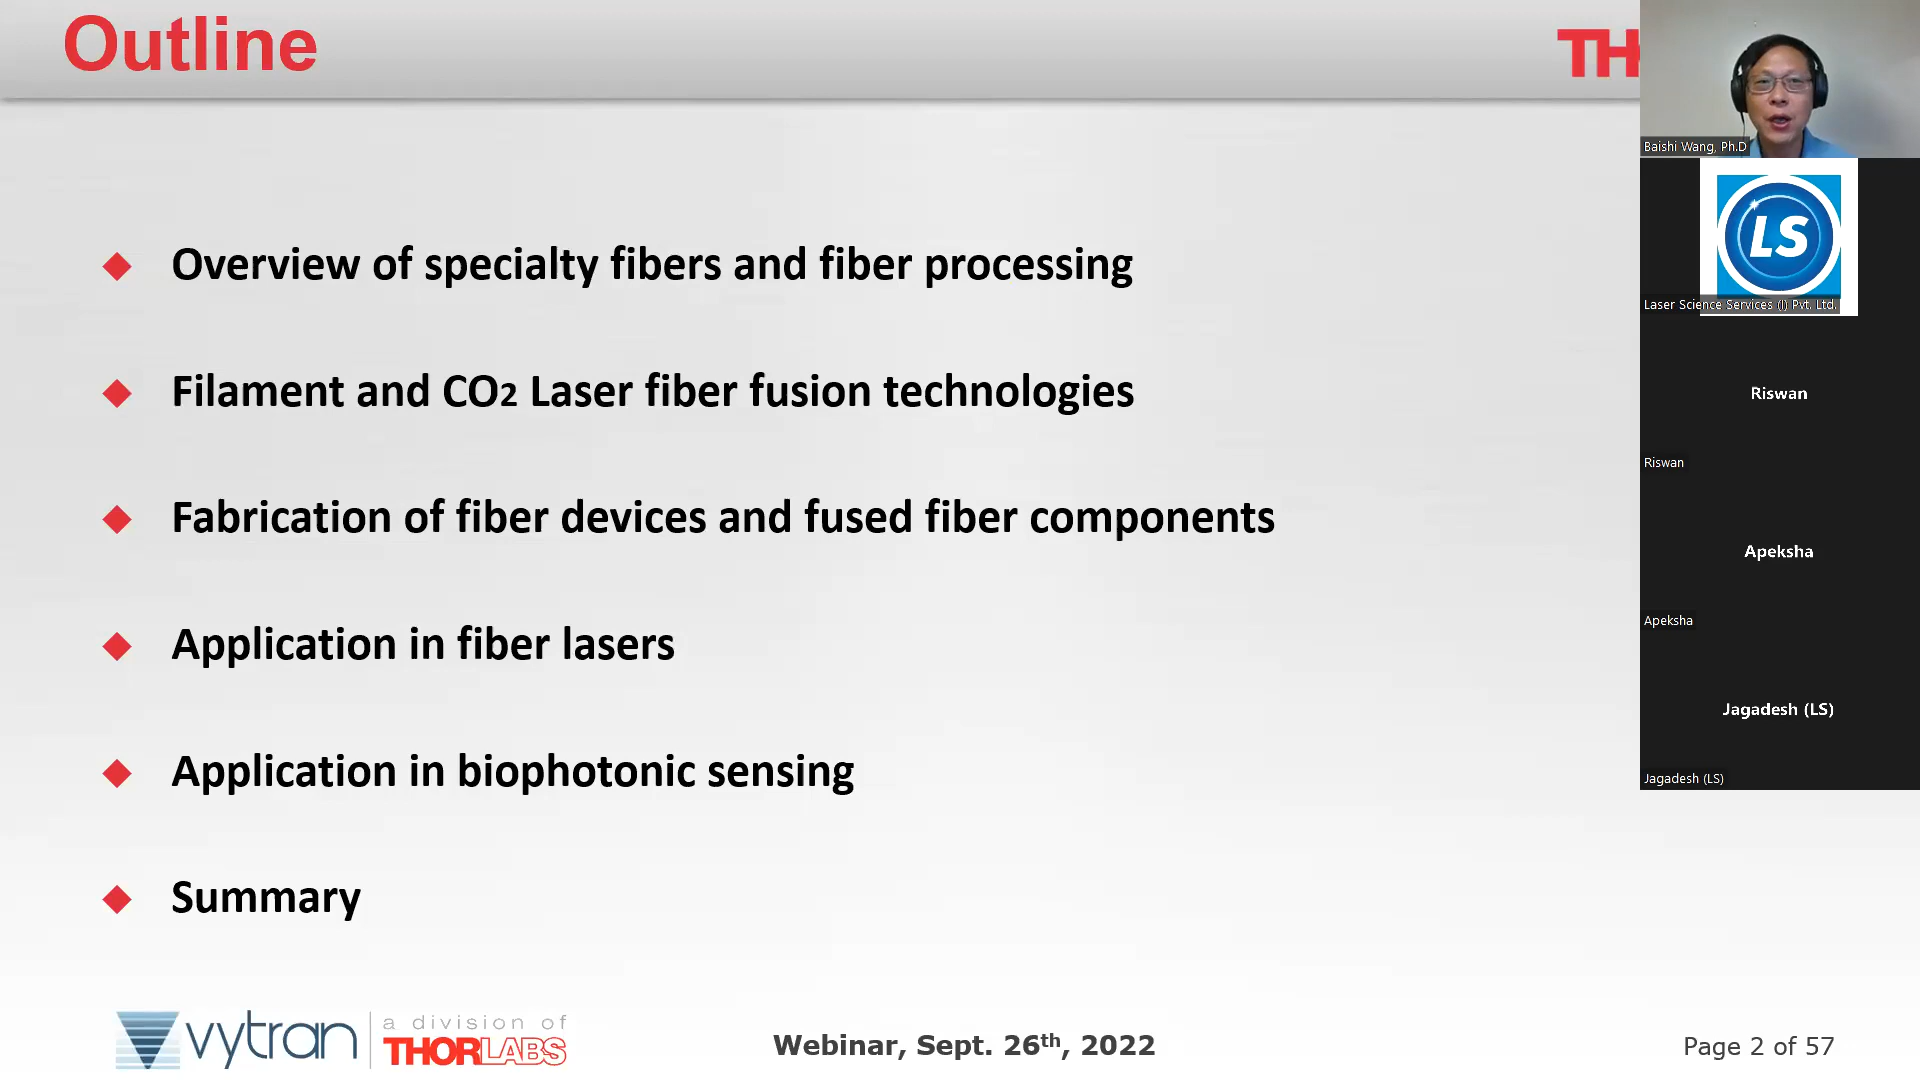 Outline
TH
Baishi Wang, Ph.D
LS
Laser Science Services (I) Pvt. Ltd.
Overview of specialty fibers and fiber processing
Filament and CO2 Laser fiber fusion technologies
Riswan
Riswan
Fabrication of fiber devices and fused fiber components
Apeksha
Apeksha
Application in fiber lasers
Jagadesh (LS)
Jagadesh (LS)
Application in biophotonic sensing
Summary
vytran
a division of
THORLABS
Webinar, Sept. 26th, 2022
Page 2 of 57